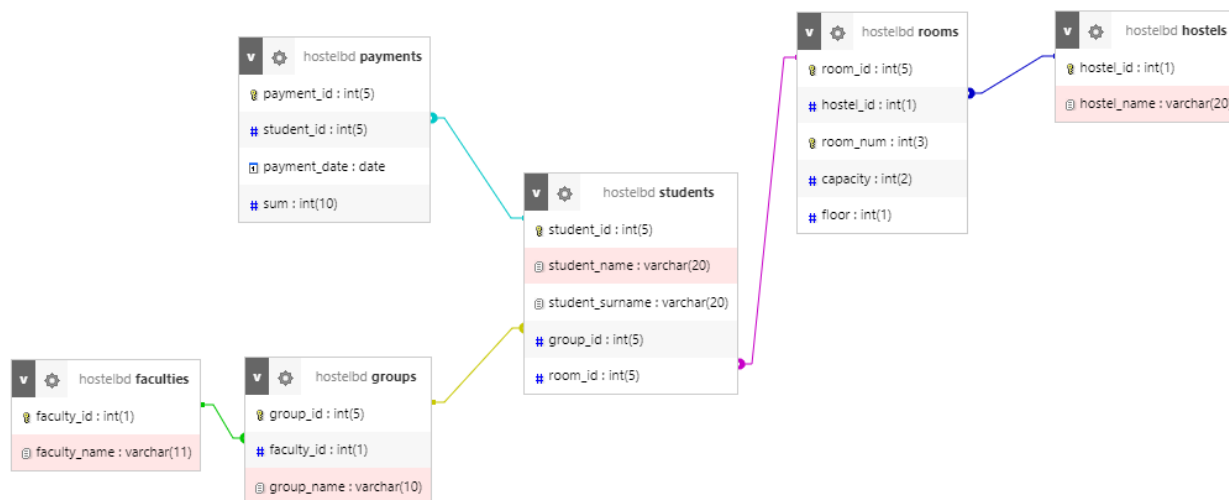 v hostelbd payments
payment_id : int(5)
# student_id : int(5)
payment_date : date
# sum : int(10)
v hostelbd students
student_id : int(5)
student_name : varchar(20)
student_surname : varchar(20)
# group_id : int(5)
# room_id : int(5)
v hostelbd rooms
room_id : int(5)
# hostel_id : int(1)
room_num : int(3)
# capacity : int(2)
# floor : int(1)
v hostelbd hostels
hostel_id : int(1)
hostel_name : varchar(20)
v hostelbd faculties
faculty_id : int(1)
faculty_name : varchar(11)
v hostelbd groups
group_id : int(5)
# faculty_id : int(1)
group_name : varchar(10)